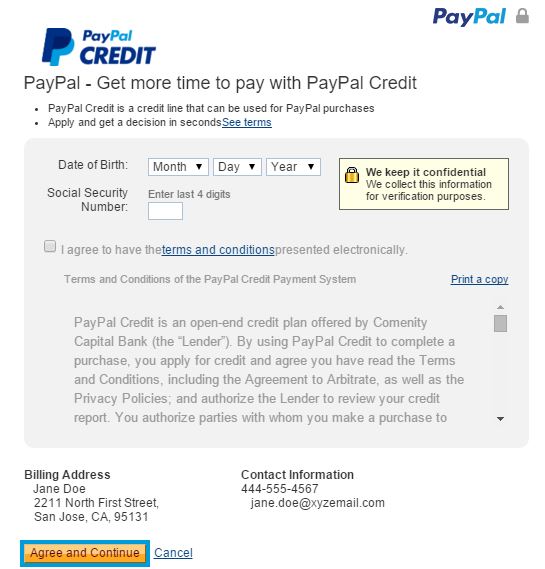 PayPal
PayPal
CREDIT
PayPal - Get more time to pay with PayPal Credit
• PayPal Credit is a credit line that can be used for PayPal purchases
• Apply and get a decision in secondsSee terms
Date of Birth: Month Day Year
We keep it confidential
We collect this information
for verification purposes.
Social Security
Number:
Enter last 4 digits
I agree to have theterms and conditionspresented electronically.
Terms and Conditions of the PayPal Credit Payment System Print a copy
PayPal Credit is an open-end credit plan offered by Comenity
Capital Bank (the “Lender”). By using PayPal Credit to complete a
purchase, you apply for credit and agree you have read the Terms
and Conditions, including the Agreement to Arbitrate, as well as the
Privacy Policies; and authorize the Lender to review your credit
report. You authorize parties with whom you make a purchase to
Billing Address
Jane Doe
2211 North First Street,
San Jose, CA, 95131
Contact Information
444-555-4567
jane.doe@xyzemail.com
Agree and Continue Cancel